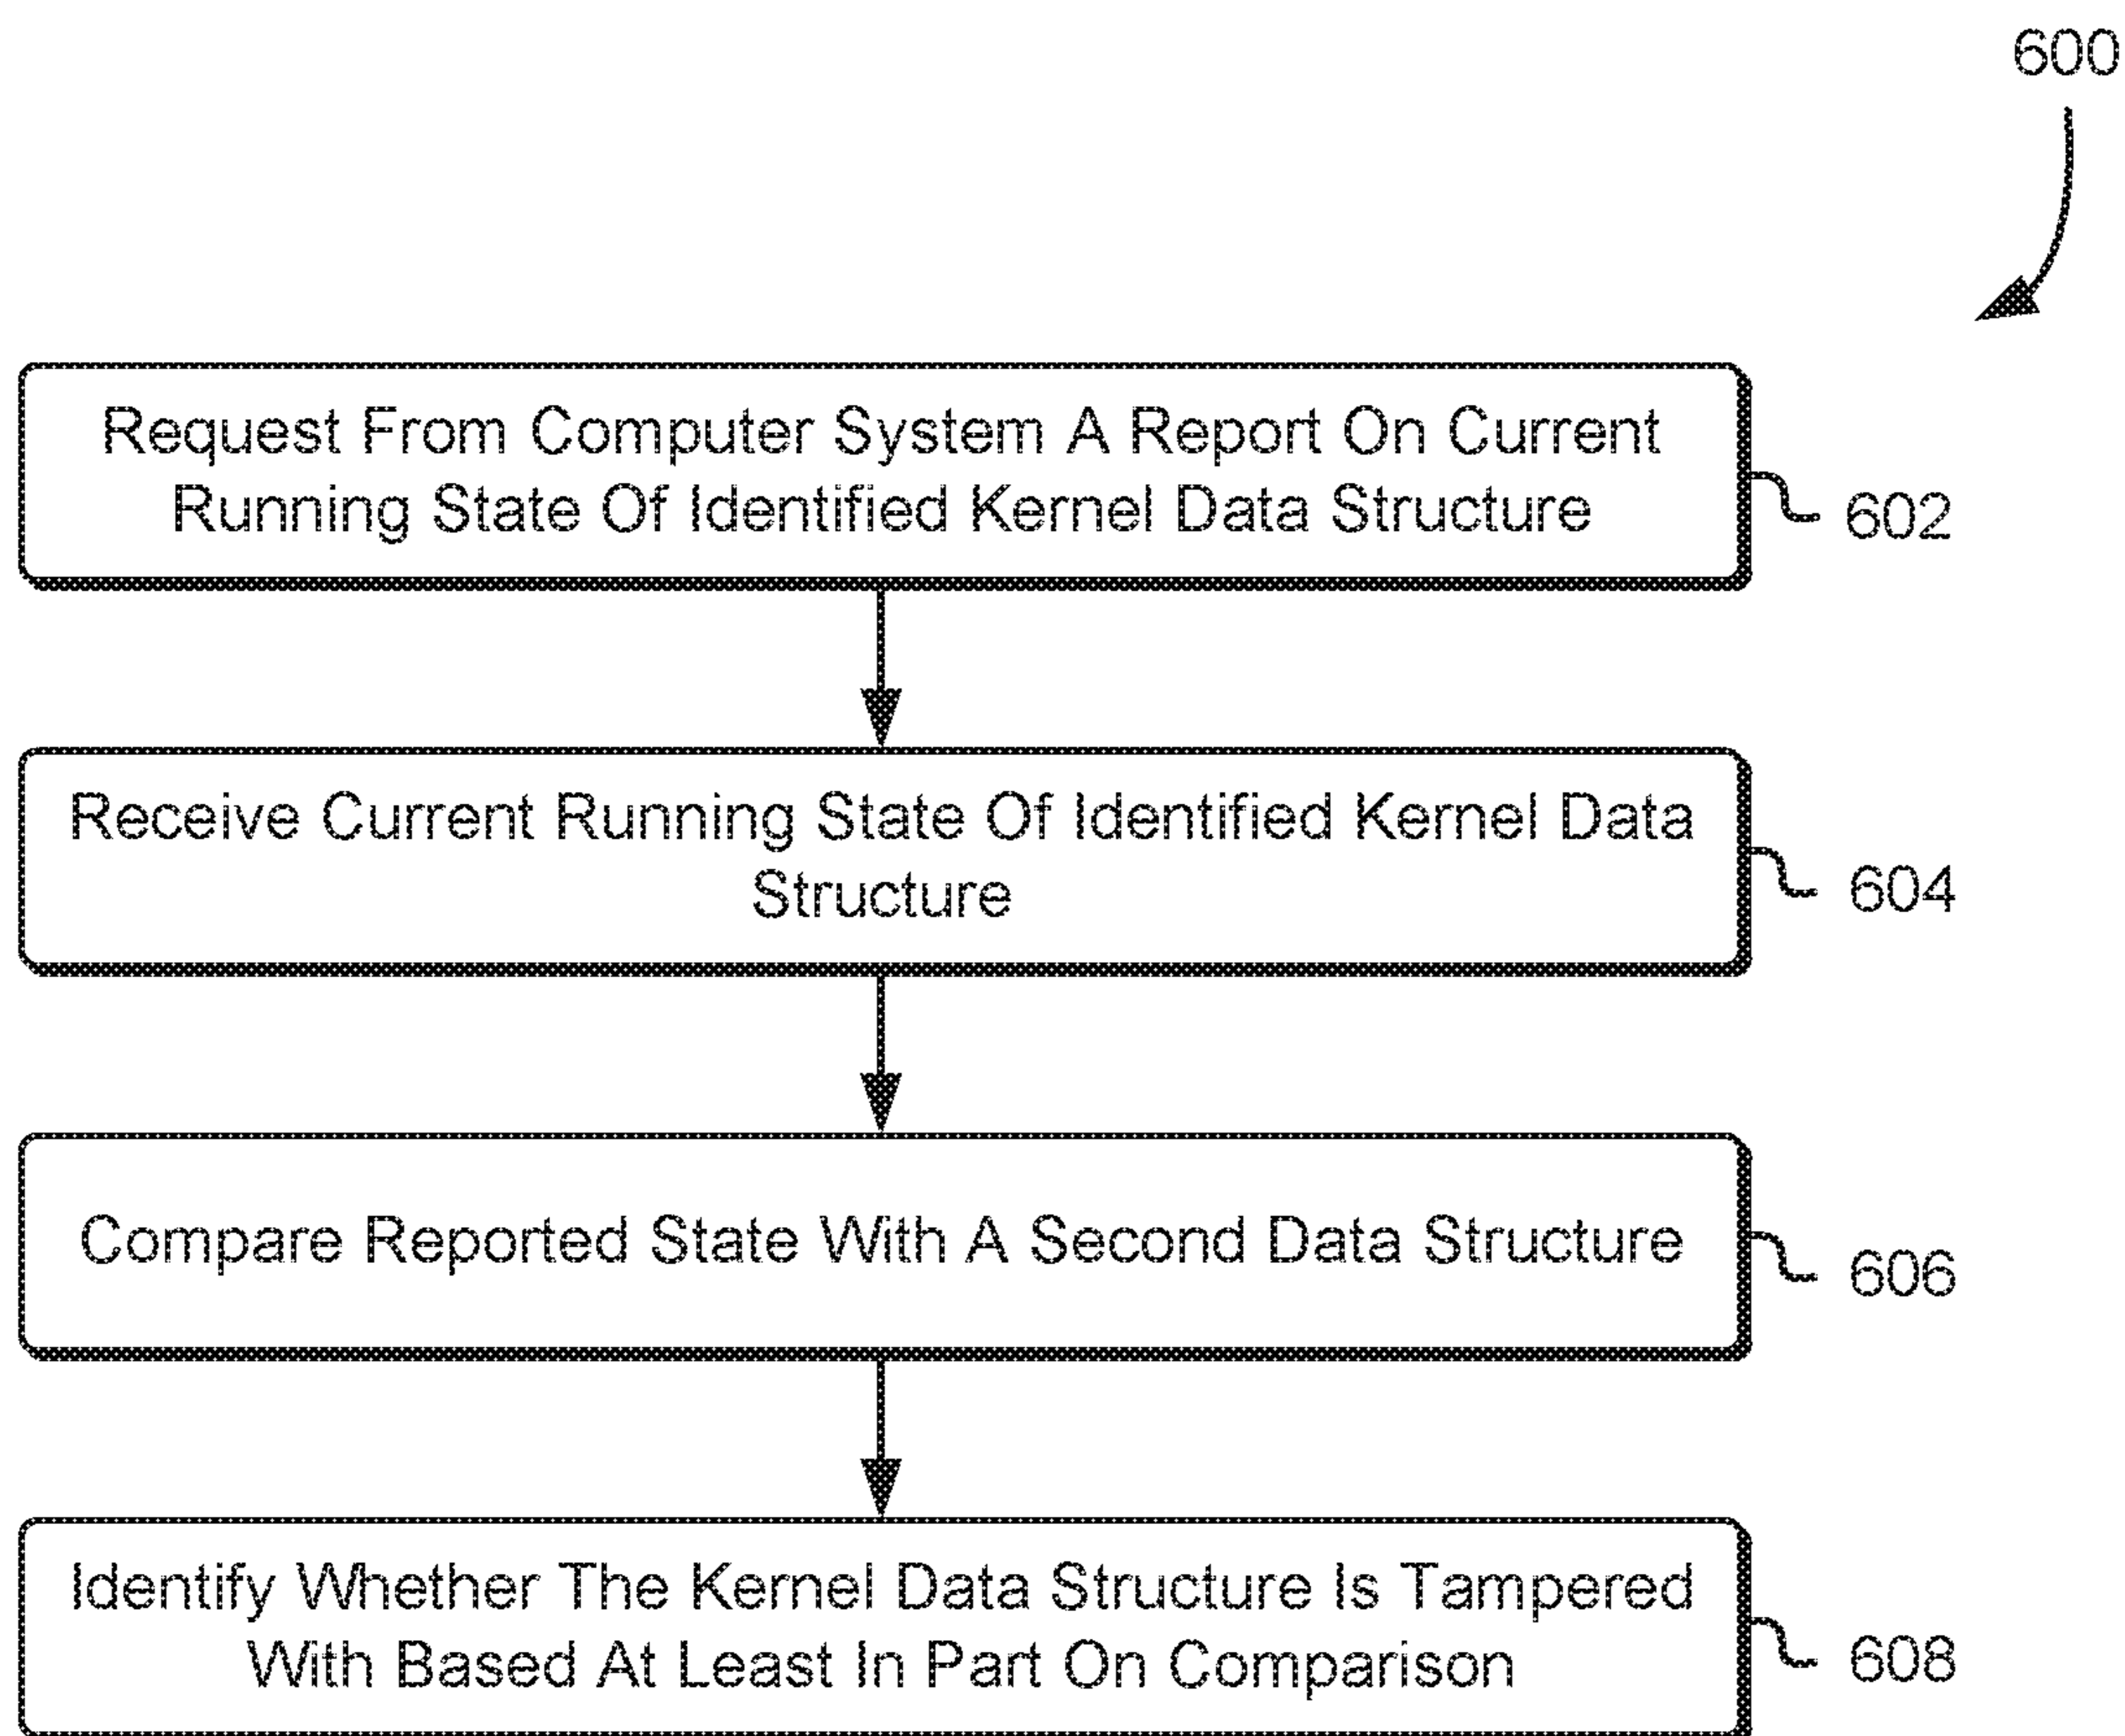 600
Request From Computer System A Report On Current
Running State Of Identified Kernel Data Structure
602
Receive Current Running State Of Identified Kernel Data
Structure
604
Compare Reported State With A Second Data Structure
606
Identify Whether The Kernel Data Structure Is Tampered
With Based At Least In Part On Comparison
608